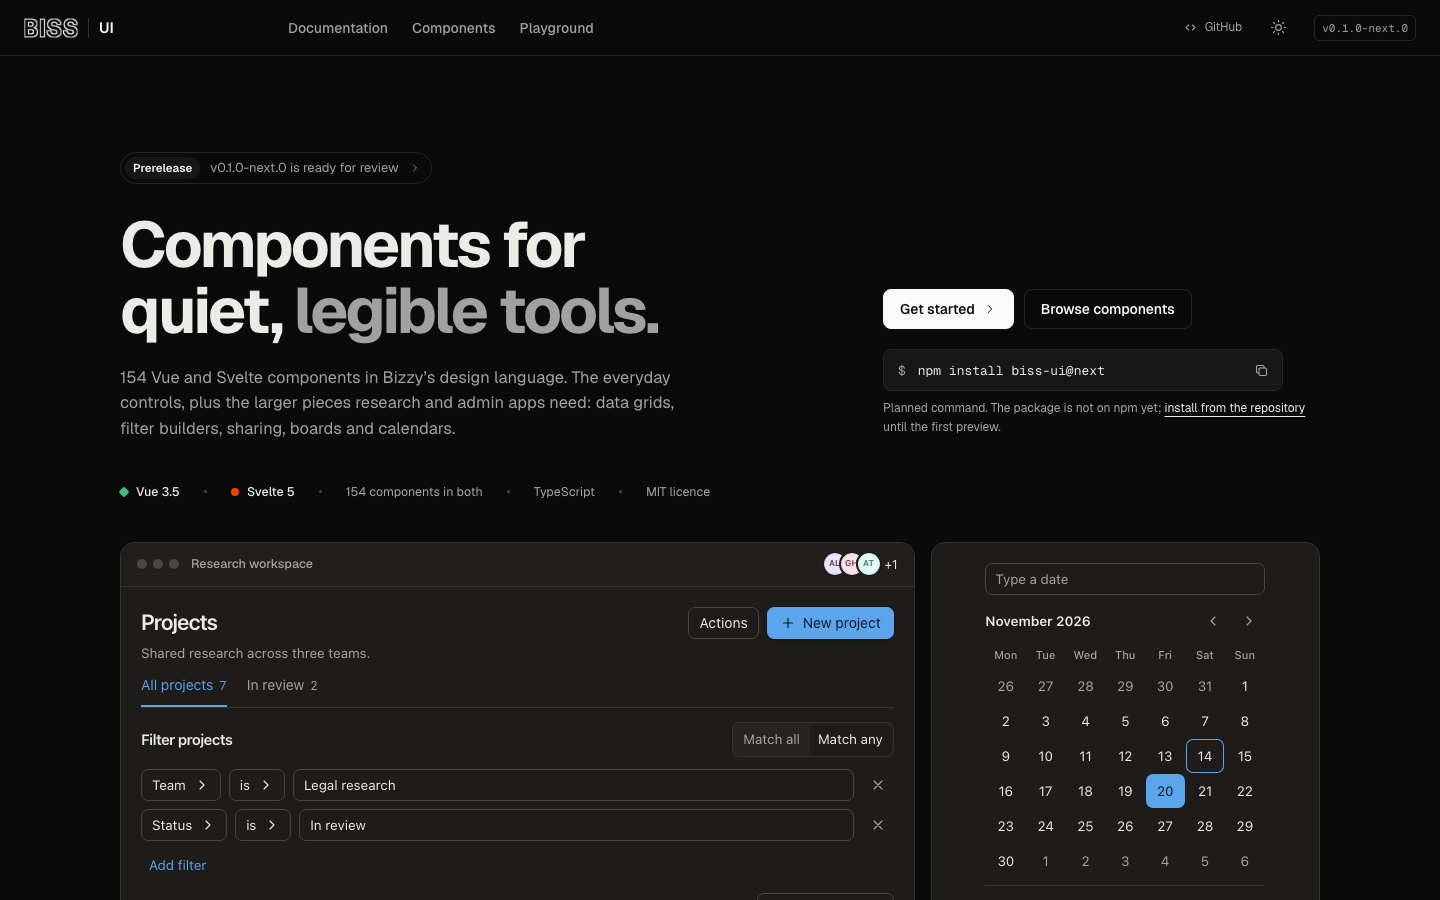 BISS UI
Documentation Components Playground
GitHub
v0.1.0-next.0
Prerelease v0.1.0-next.0 is ready for review
Components for
quiet, legible tools.
154 Vue and Svelte components in Bizzy’s design language. The everyday
controls, plus the larger pieces research and admin apps need: data grids,
filter builders, sharing, boards and calendars.
Get started Browse components
$ npm install biss-ui@next
Planned command. The package is not on npm yet; install from the repository
until the first preview.
Vue 3.5 · Svelte 5 · 154 components in both · TypeScript · MIT licence
Research workspace
AL GH AT +1
Projects
Actions + New project
Shared research across three teams.
All projects 7 In review 2
Filter projects
Match all Match any
Team is Legal research
Status is In review
Add filter
Type a date
November 2026
Mon Tue Wed Thu Fri Sat Sun
26 27 28 29 30 31 1
2 3 4 5 6 7 8
9 10 11 12 13 14 15
16 17 18 19 20 21 22
23 24 25 26 27 28 29
30 1 2 3 4 5 6